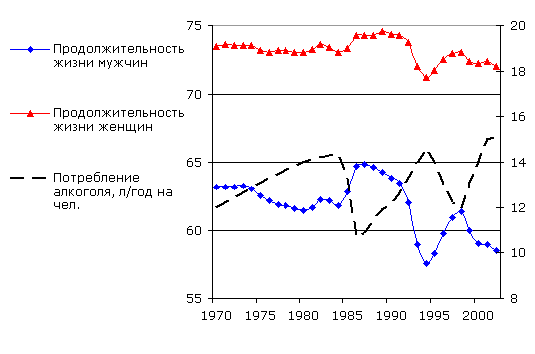 Продолжительность
жизни мужчин
Продолжительность
жизни женщин
Потребление
алкоголя, л/год на
чел.
75
70
65
60
55
20
18
16
14
12
10
8
1970 1975 1980 1985 1990 1995 2000